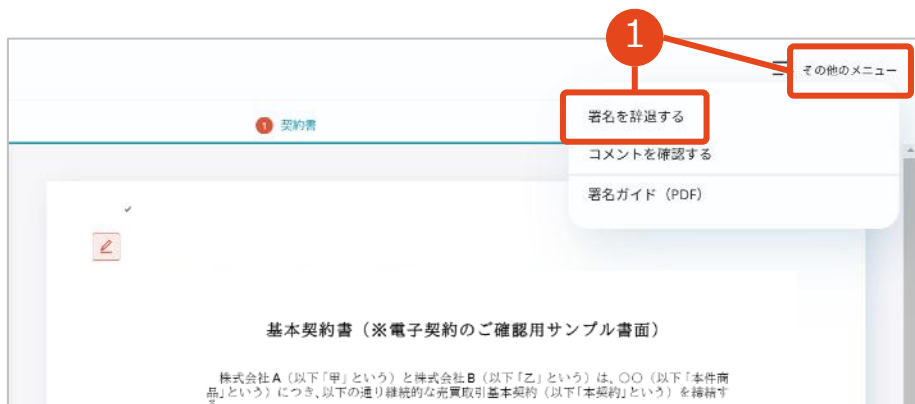 1
その他のメニュー
署名を辞退する
1 契約書
コメントを確認する
署名ガイド（PDF）
基本契約書（※電子契約のご確認用サンプル書面）
株式会社A（以下「甲」という）と株式会社B（以下「乙」という）は、〇〇（以下「本件商
品」という）につき、以下の通り継続的な売買取引基本契約（以下「本契約」という）を締結す